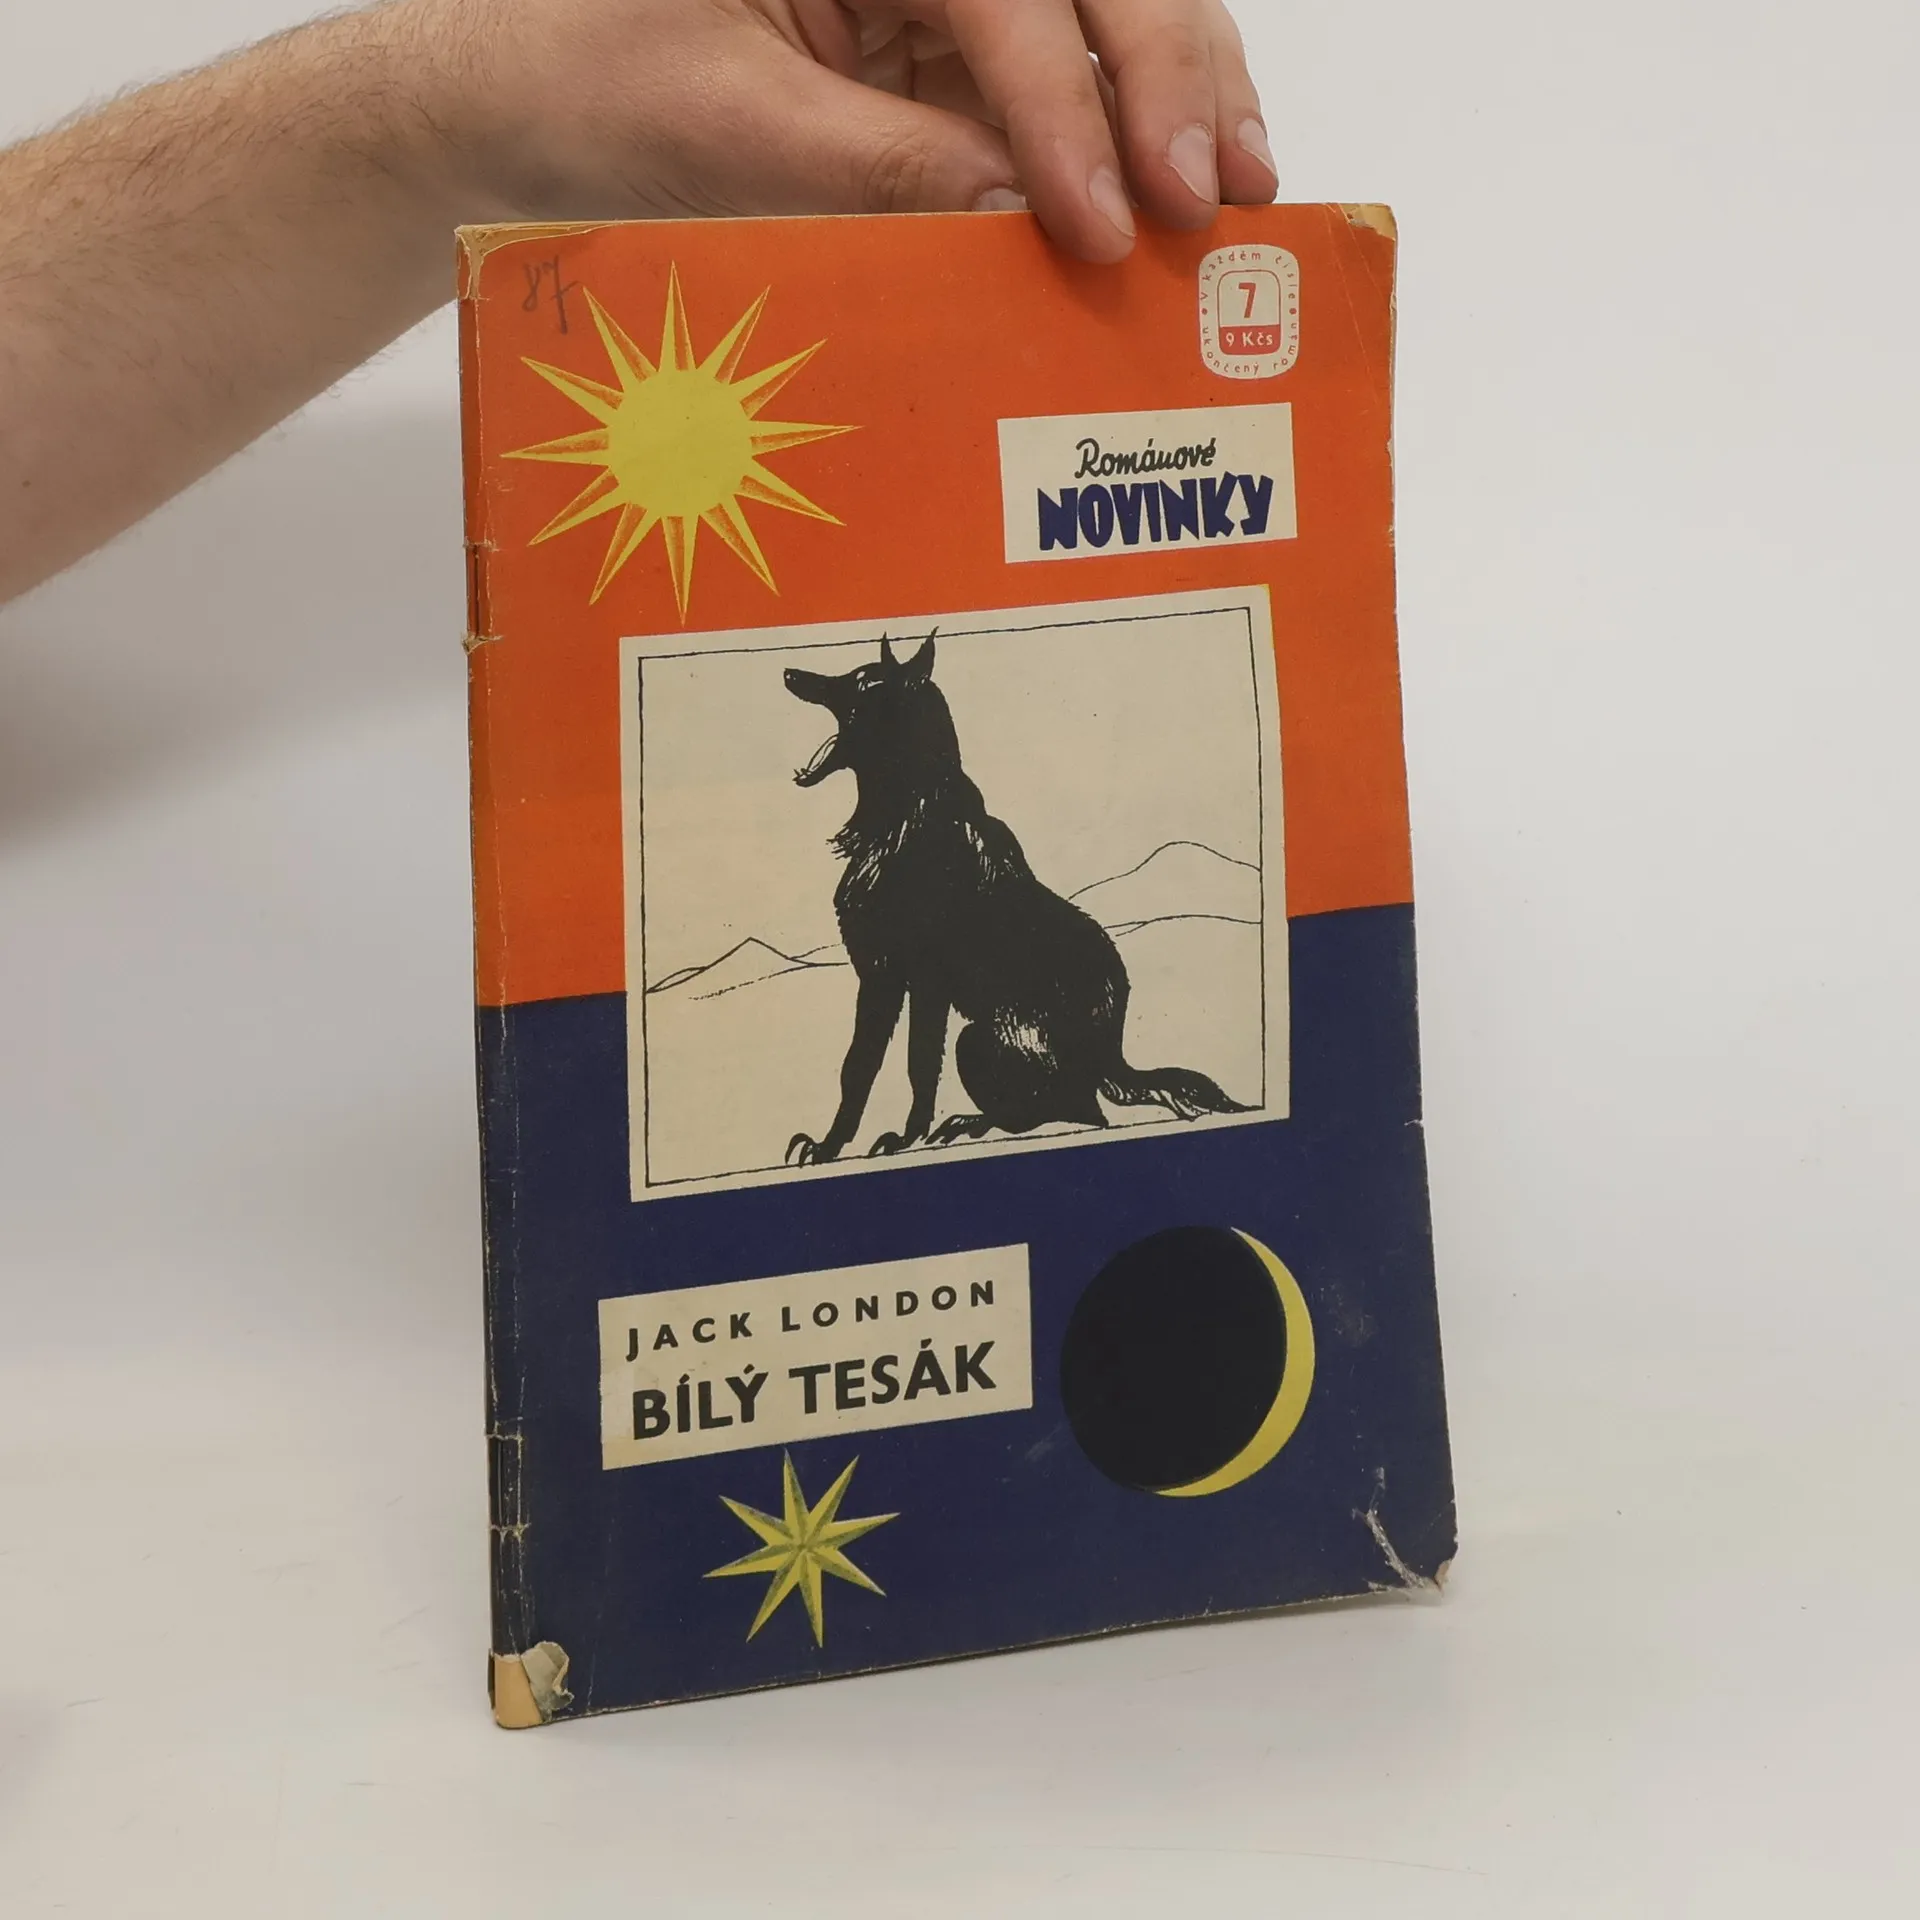 87
V každém čísle • ukončený román •
7
9 Kčs
Románové
NOVINKY
JACK LONDON
BÍLÝ TESÁK